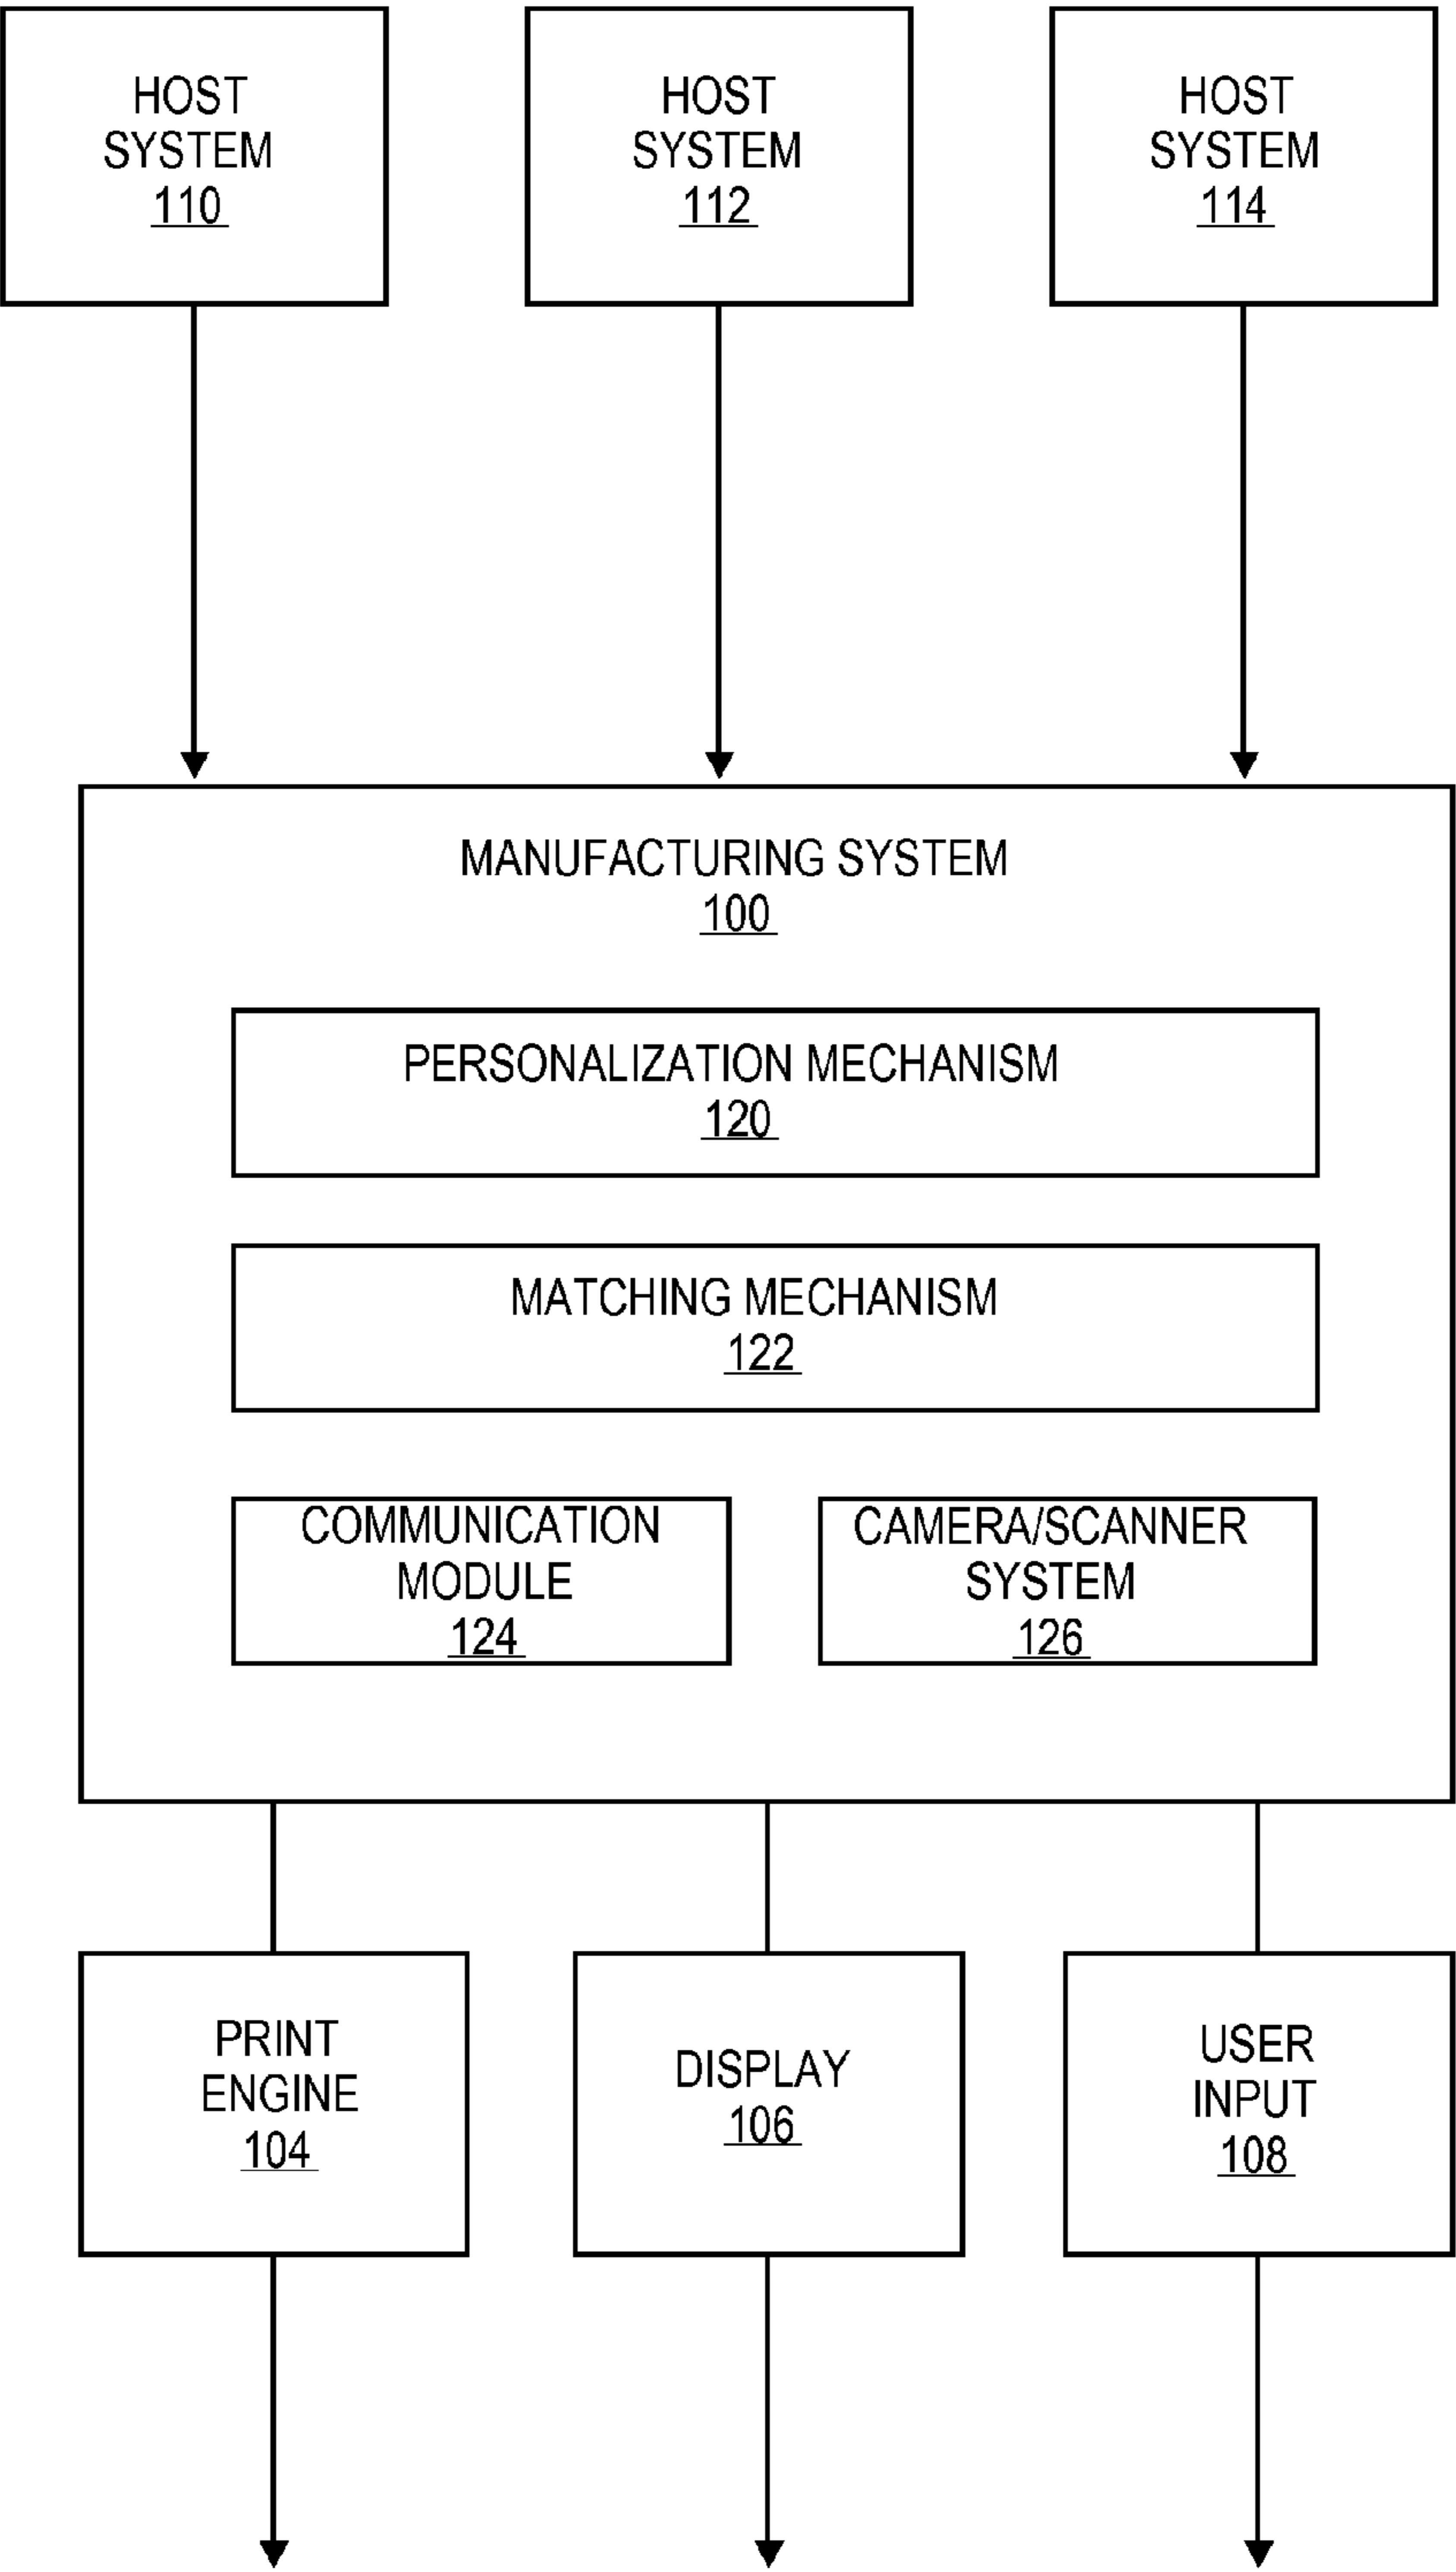 HOST
SYSTEM
110
HOST
SYSTEM
112
HOST
SYSTEM
114
MANUFACTURING SYSTEM
100
PERSONALIZATION MECHANISM
120
MATCHING MECHANISM
122
COMMUNICATION
MODULE
124
CAMERA/SCANNER
SYSTEM
126
PRINT
ENGINE
104
DISPLAY
106
USER
INPUT
108